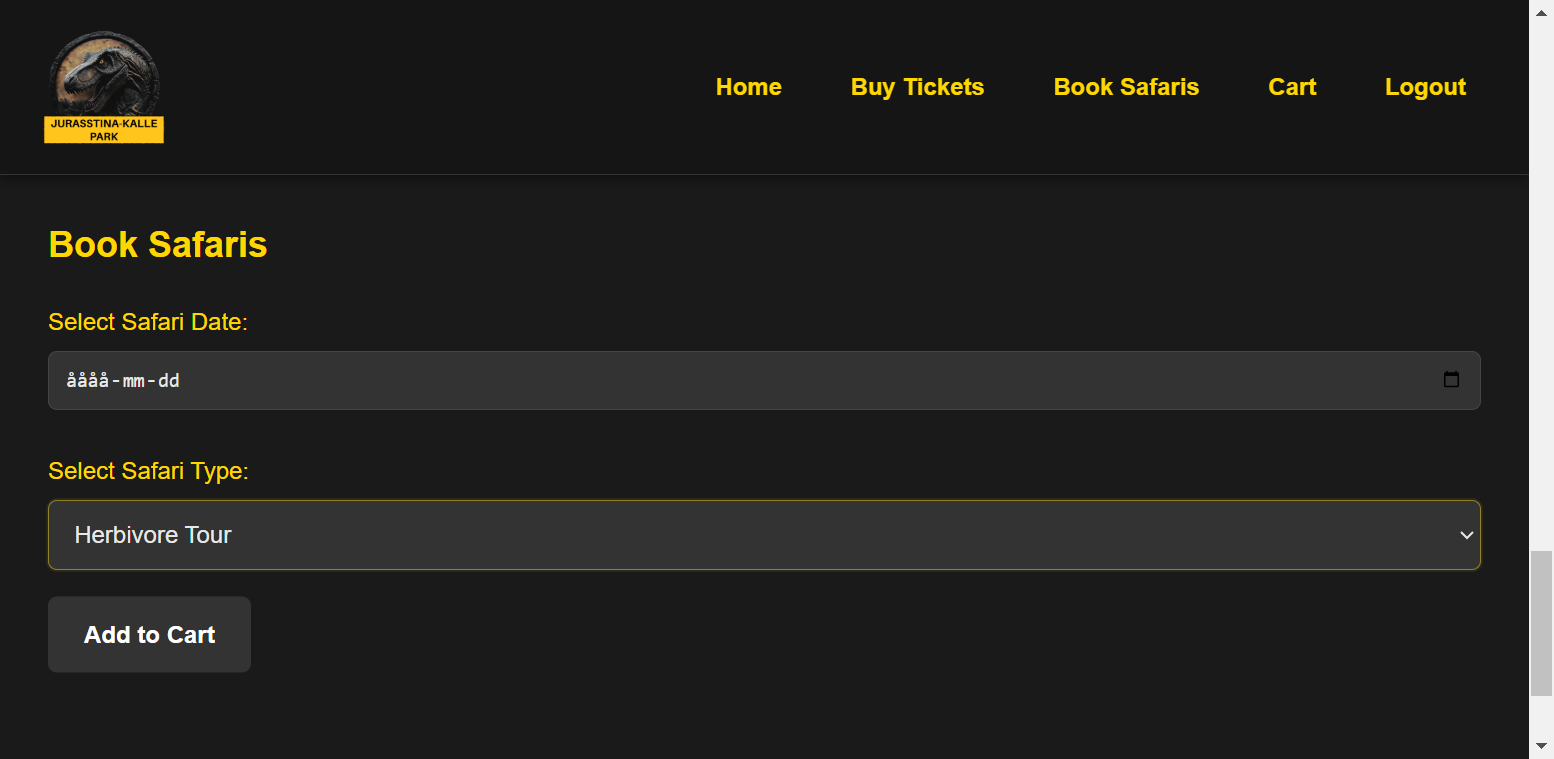 JURASSTINA-KALLE
PARK
Home
Buy Tickets
Book Safaris
Cart
Logout
Book Safaris
Select Safari Date:
åååå-mm-dd
Select Safari Type:
Herbivore Tour
Add to Cart